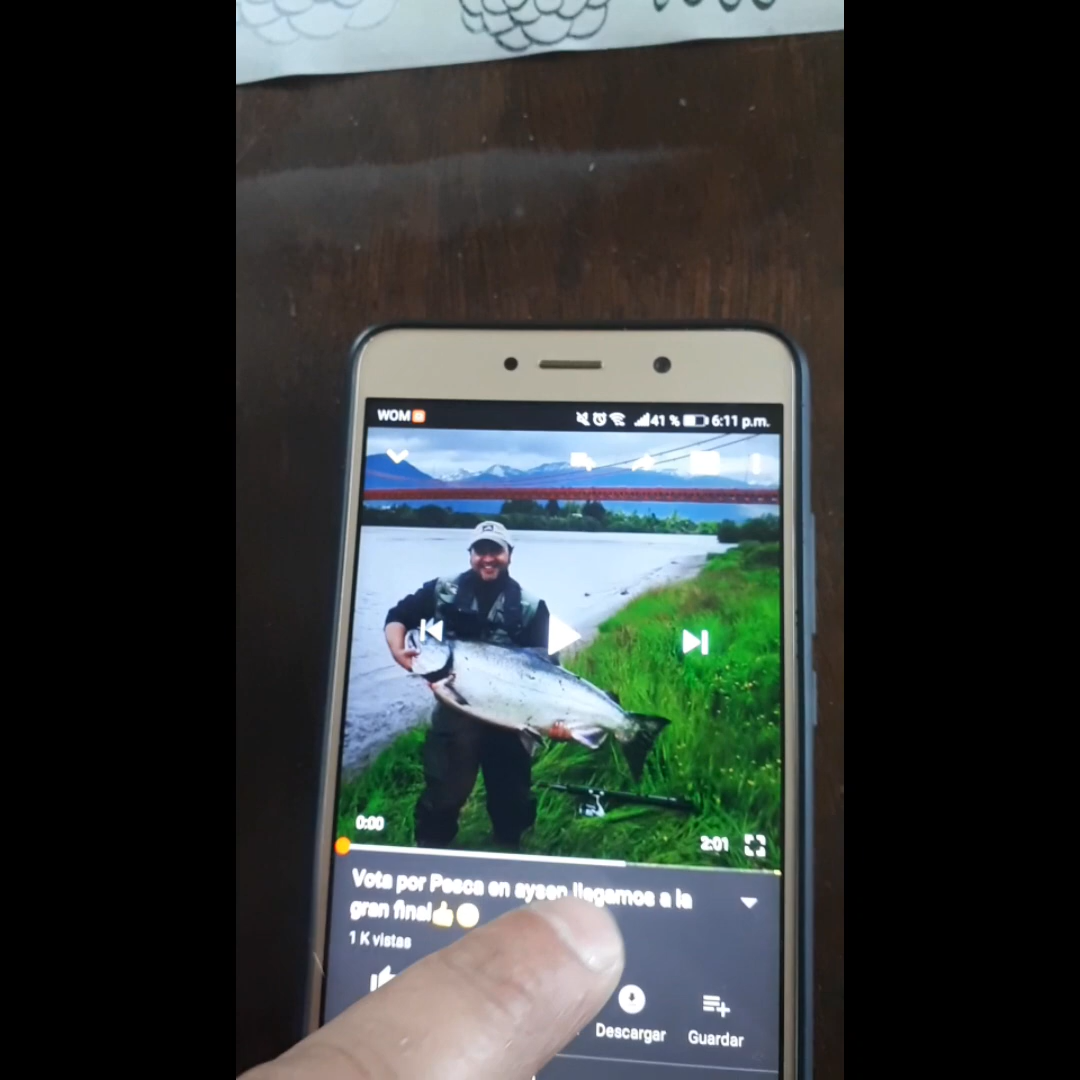 WOM
41 % 6:11 p.m.
0:00
2:01
Vota por Pesca en aysen llegamos a la
gran final👍🙂
1 K vistas
Descargar
Guardar